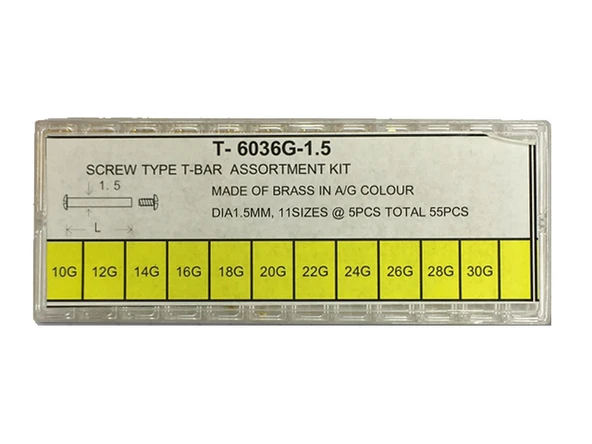 T- 6036G-1.5
SCREW TYPE T-BAR ASSORTMENT KIT
1.5
MADE OF BRASS IN A/G COLOUR
DIA1.5MM, 11SIZES @ 5PCS TOTAL 55PCS
L
10G 12G 14G 16G 18G 20G 22G 24G 26G 28G 30G